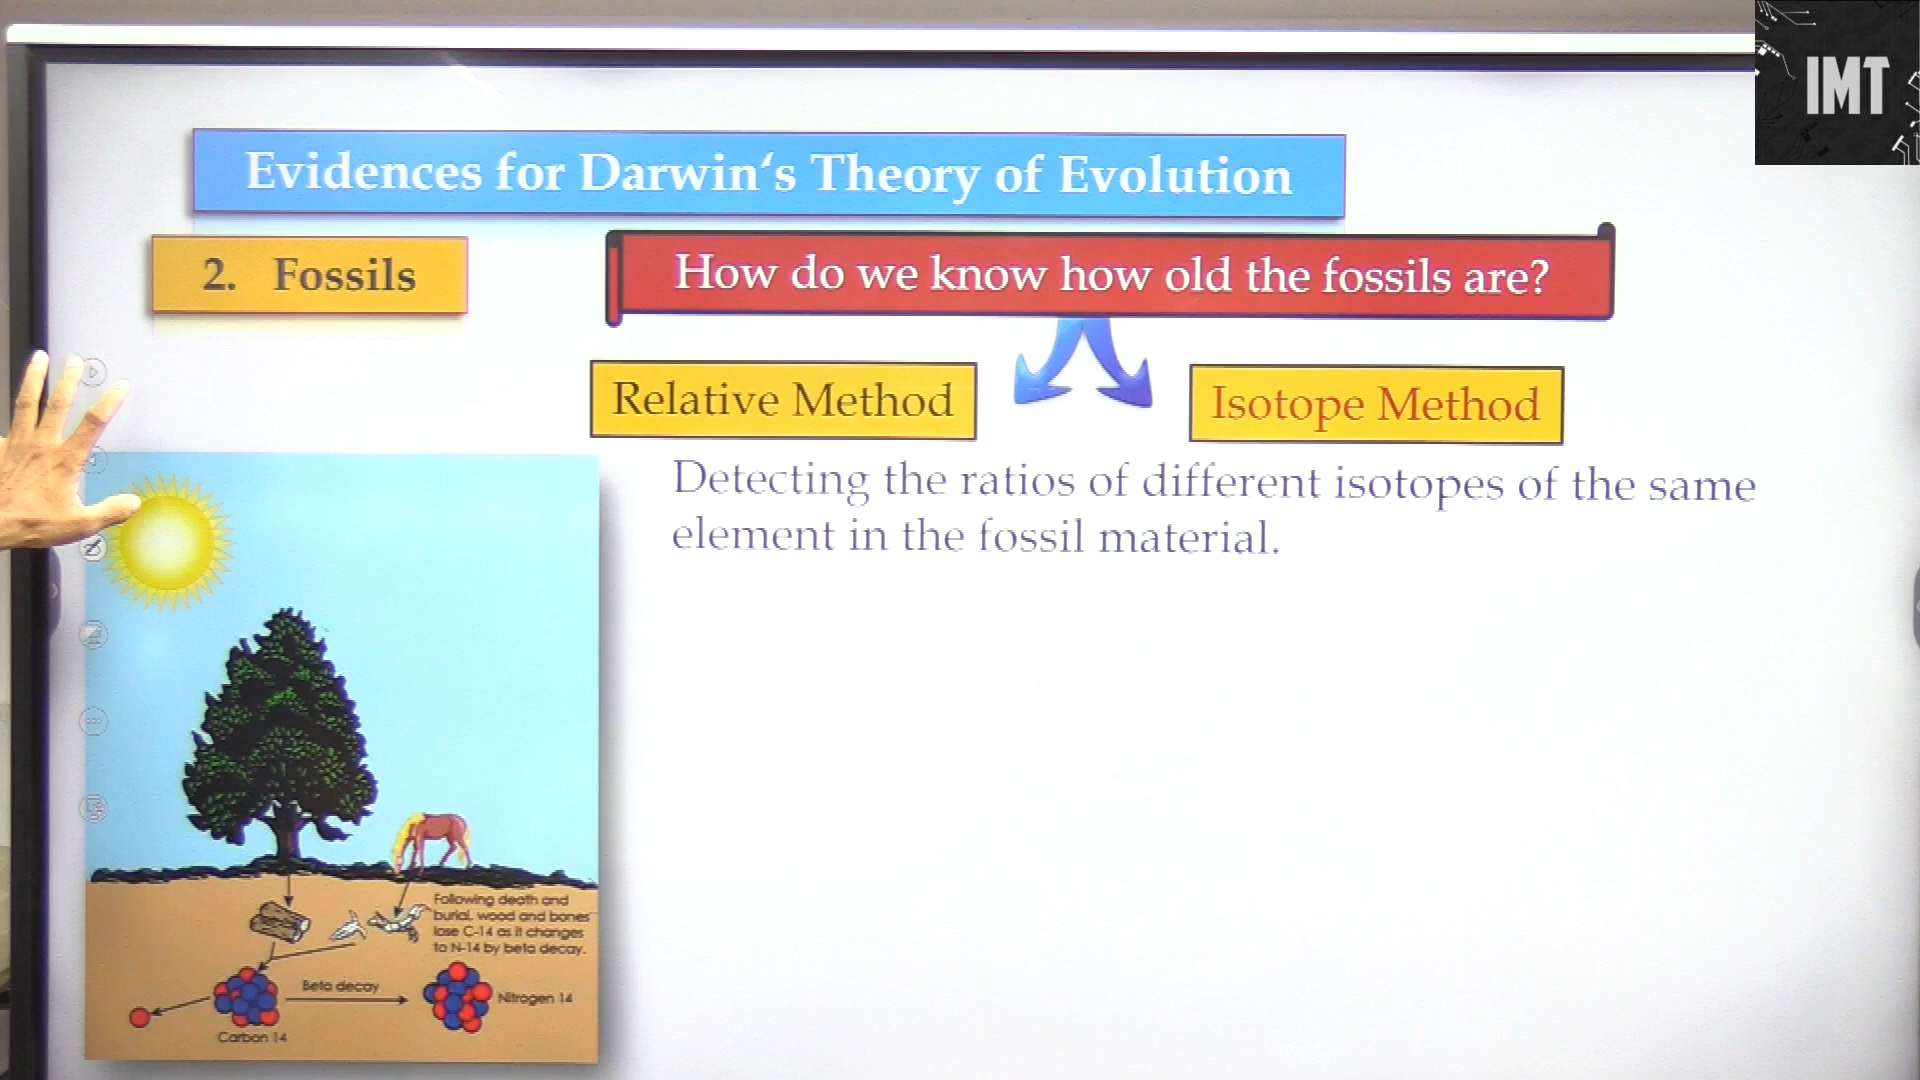 IMT
Evidences for Darwin‘s Theory of Evolution
2. Fossils
How do we know how old the fossils are?
Relative Method
Isotope Method
Detecting the ratios of different isotopes of the same
element in the fossil material.
Following death and
burial, wood and bones
lose C-14 as it changes
to N-14 by beta decay.
Beta decay
Nitrogen 14
Carbon 14